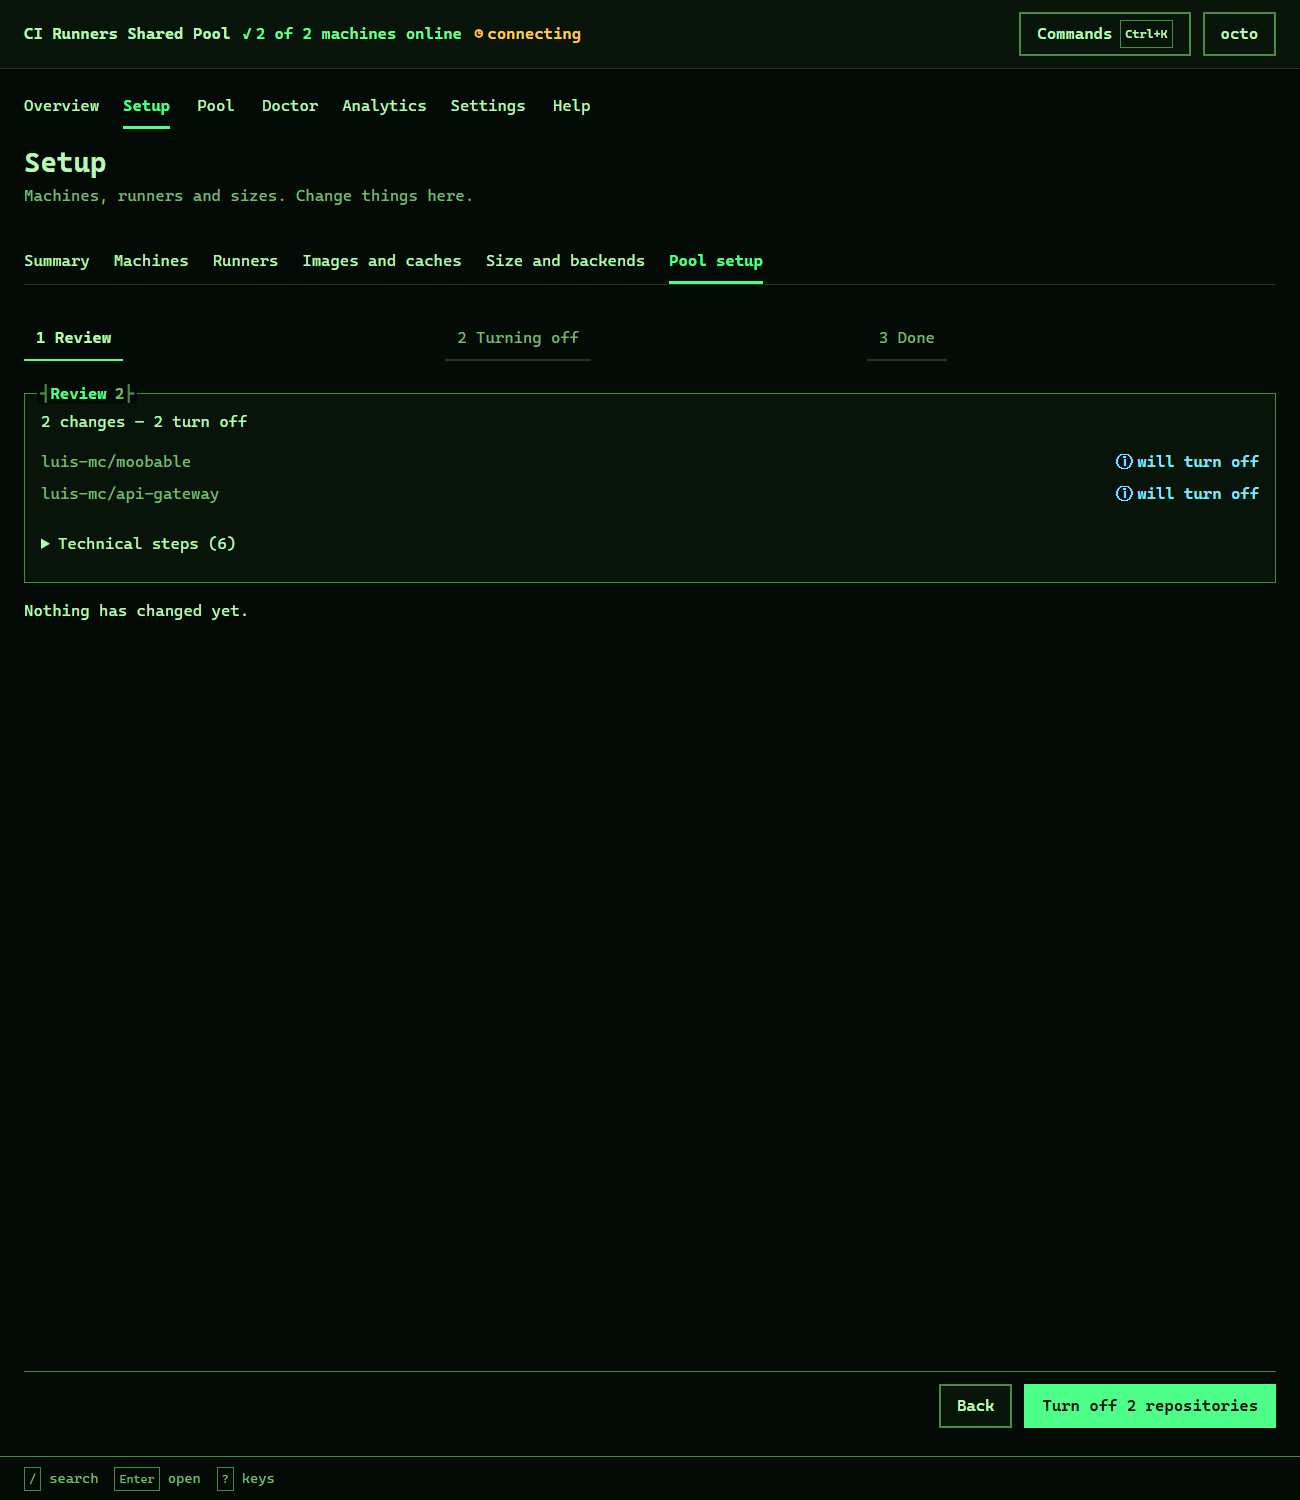 CI Runners Shared Pool ✓ 2 of 2 machines online connecting Commands Ctrl+K octo
Overview Setup Pool Doctor Analytics Settings Help
Setup
Machines, runners and sizes. Change things here.
Summary Machines Runners Images and caches Size and backends Pool setup
1 Review 2 Turning off 3 Done
Review 2
2 changes — 2 turn off
luis-mc/moobable ⓘ will turn off
luis-mc/api-gateway ⓘ will turn off
▶ Technical steps (6)
Nothing has changed yet.
Back Turn off 2 repositories
/ search Enter open ? keys